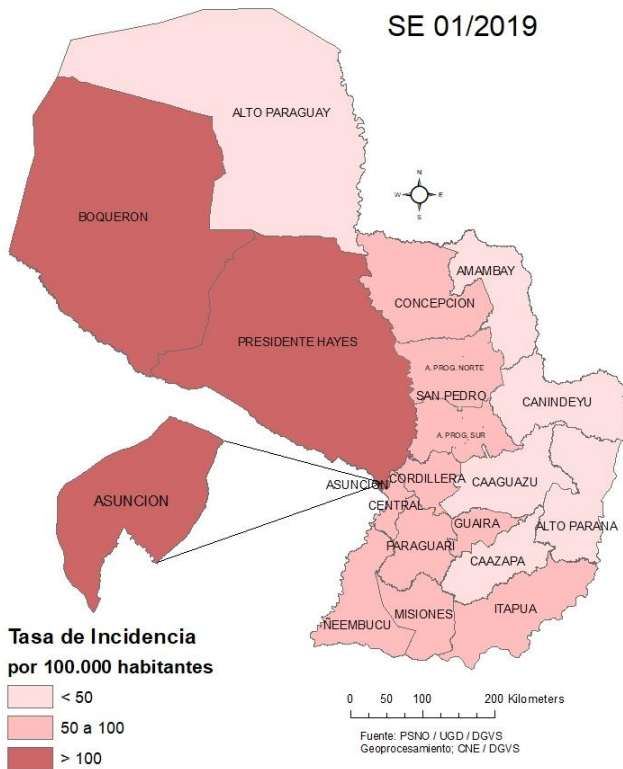 SE 01/2019
ALTO PARAGUAY
N
W E
S
BOQUERON
AMAMBAY
CONCEPCION
PRESIDENTE HAYES
A. PROG. NORTE
SAN PEDRO
CANINDEYU
A. PROG. SUR
ASUNCION
CORDILLERA
CAAGUAZU
ASUNCION
CENTRAL
GUAIRA
ALTO PARANA
PARAGUARI
CAAZAPA
ITAPUA
MISIONES
ÑEEMBUCU
Tasa de Incidencia
por 100.000 habitantes
< 50
50 a 100
> 100
0 50 100 200 Kilometers
Fuente: PSNO / UGD / DGVS
Geoprocesamiento; CNE / DGVS